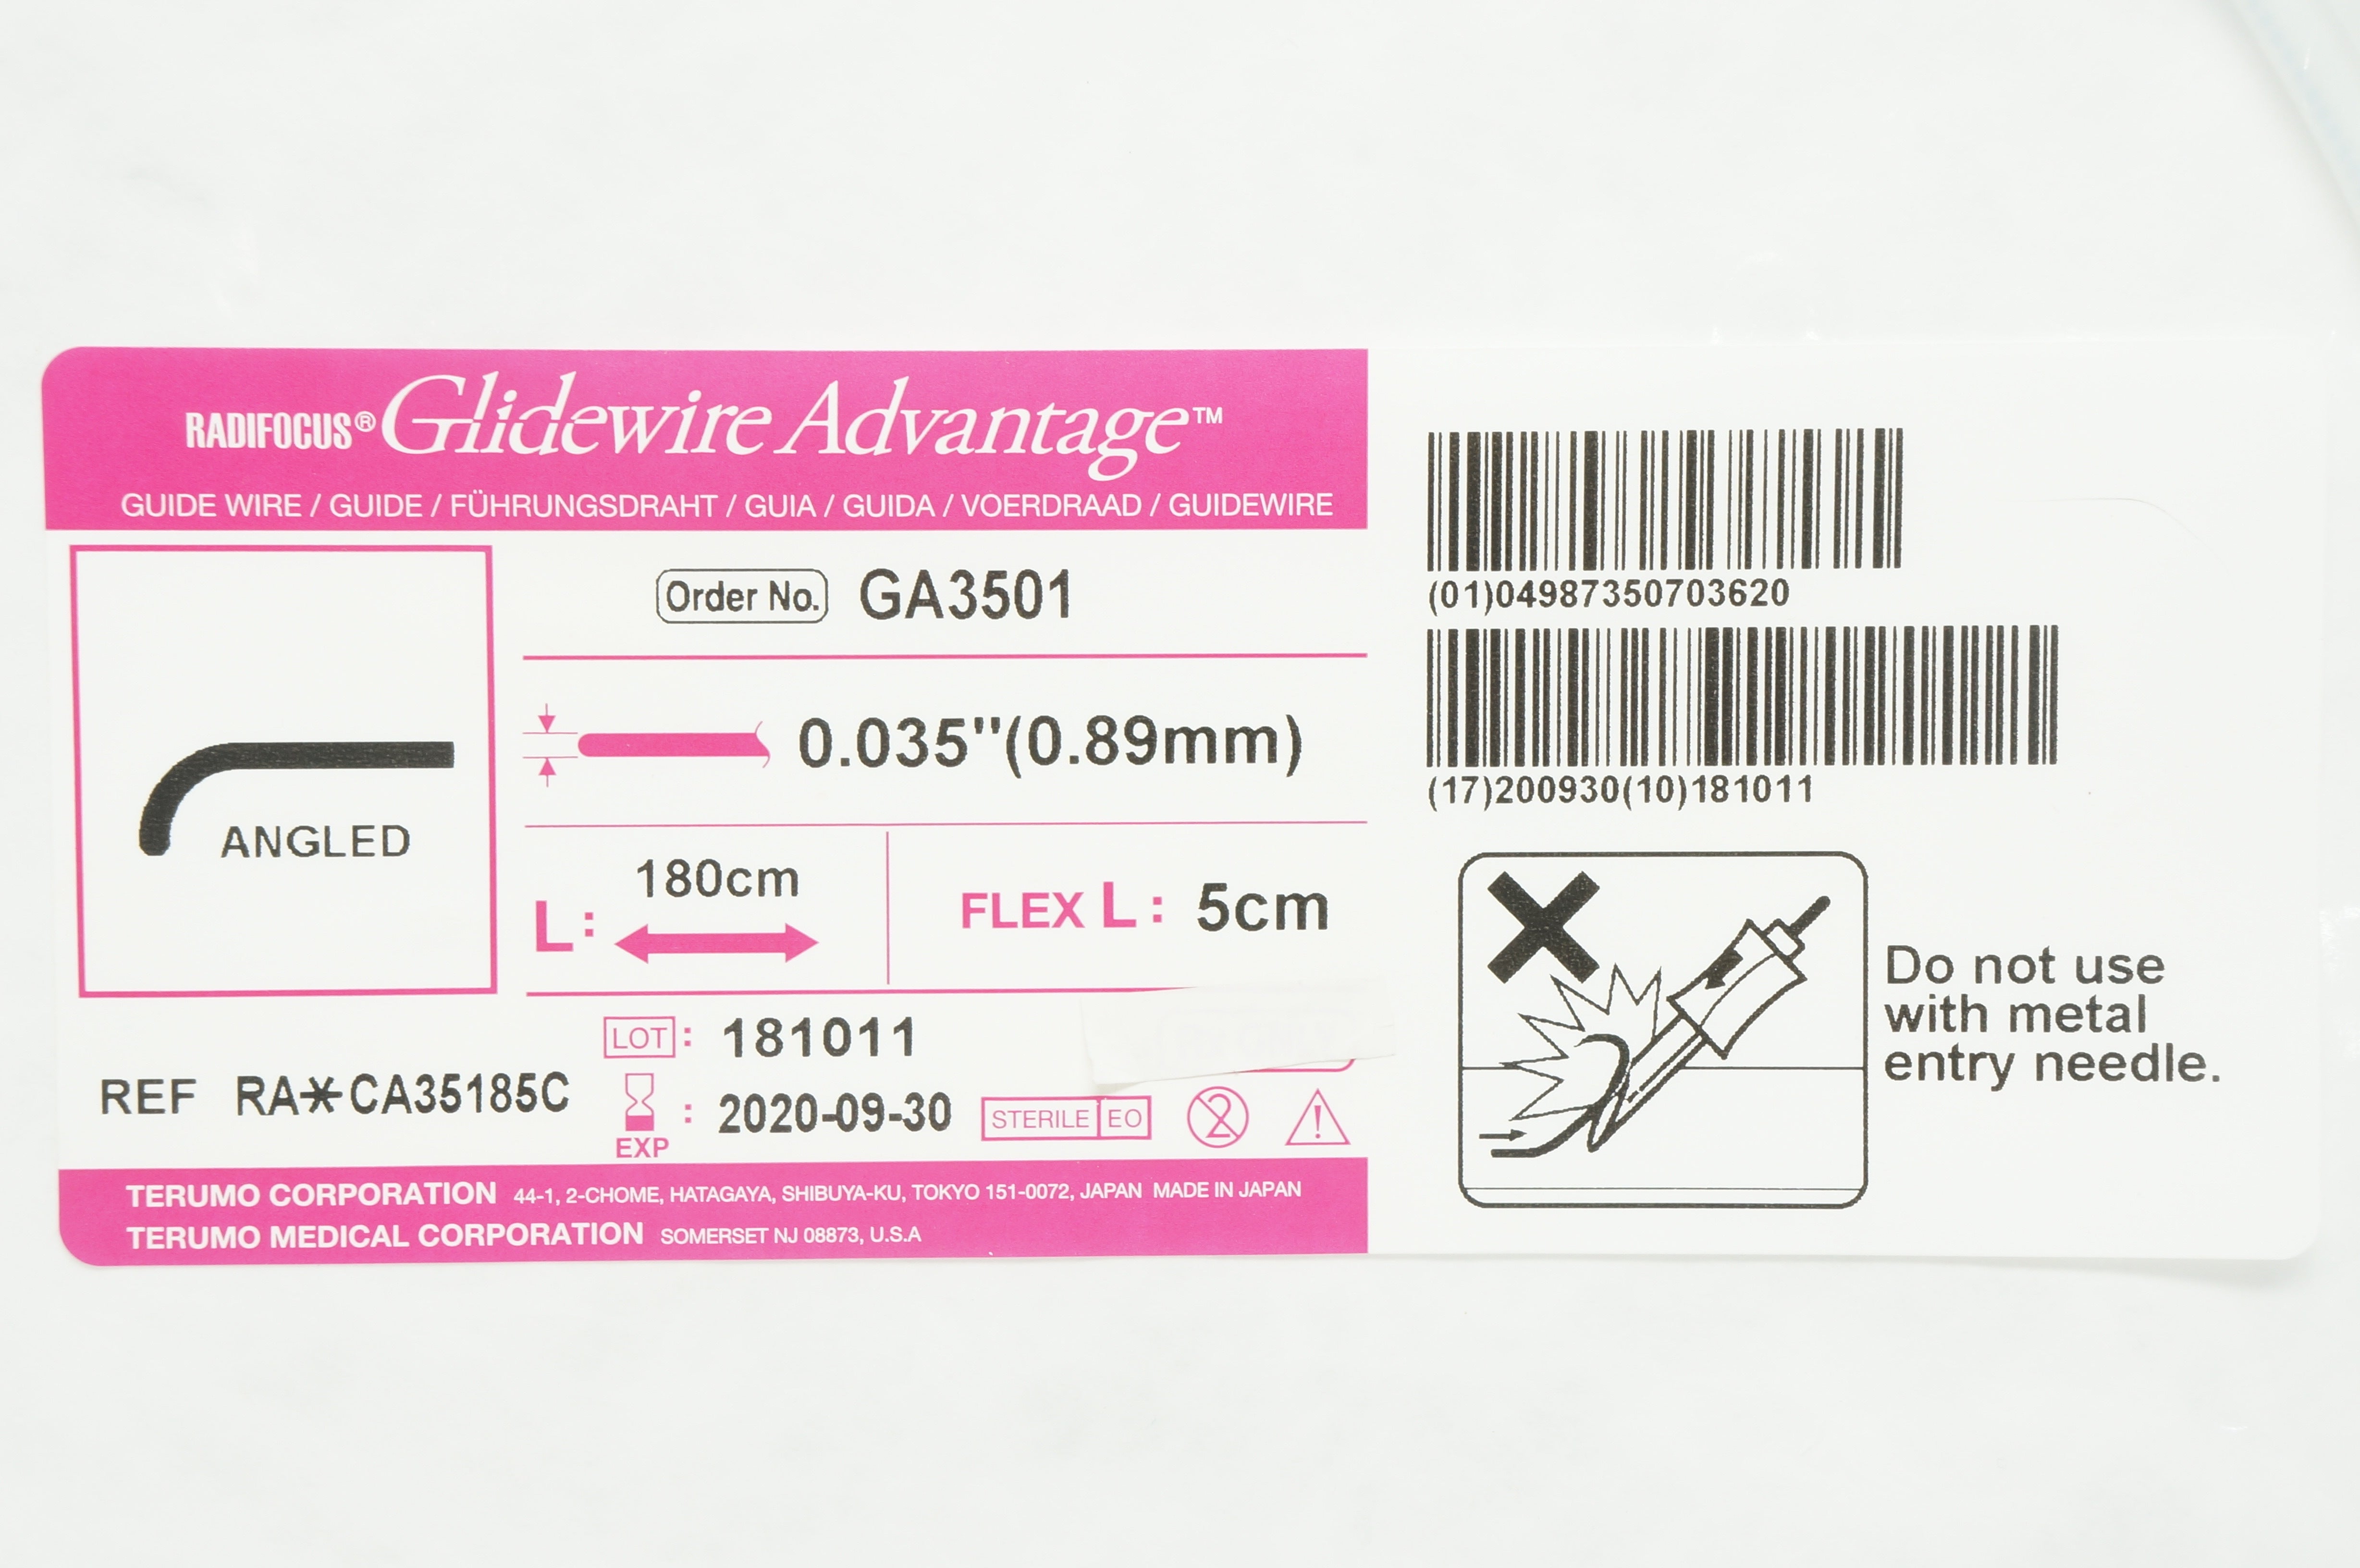 RADIFOCUS® Glidewire Advantage™
GUIDE WIRE / GUIDE / FÜHRUNGSDRAHT / GUIA / GUIDA / VOERDRAAD / GUIDEWIRE
ANGLED
Order No. GA3501
0.035"(0.89mm)
L: 180cm
FLEX L: 5cm
REF RA*CA35185C
LOT: 181011
EXP: 2020-09-30
STERILE EO
2
!
TERUMO CORPORATION 44-1, 2-CHOME, HATAGAYA, SHIBUYA-KU, TOKYO 151-0072, JAPAN MADE IN JAPAN
TERUMO MEDICAL CORPORATION SOMERSET NJ 08873, U.S.A
(01)04987350703620
(17)200930(10)181011
Do not use
with metal
entry needle.